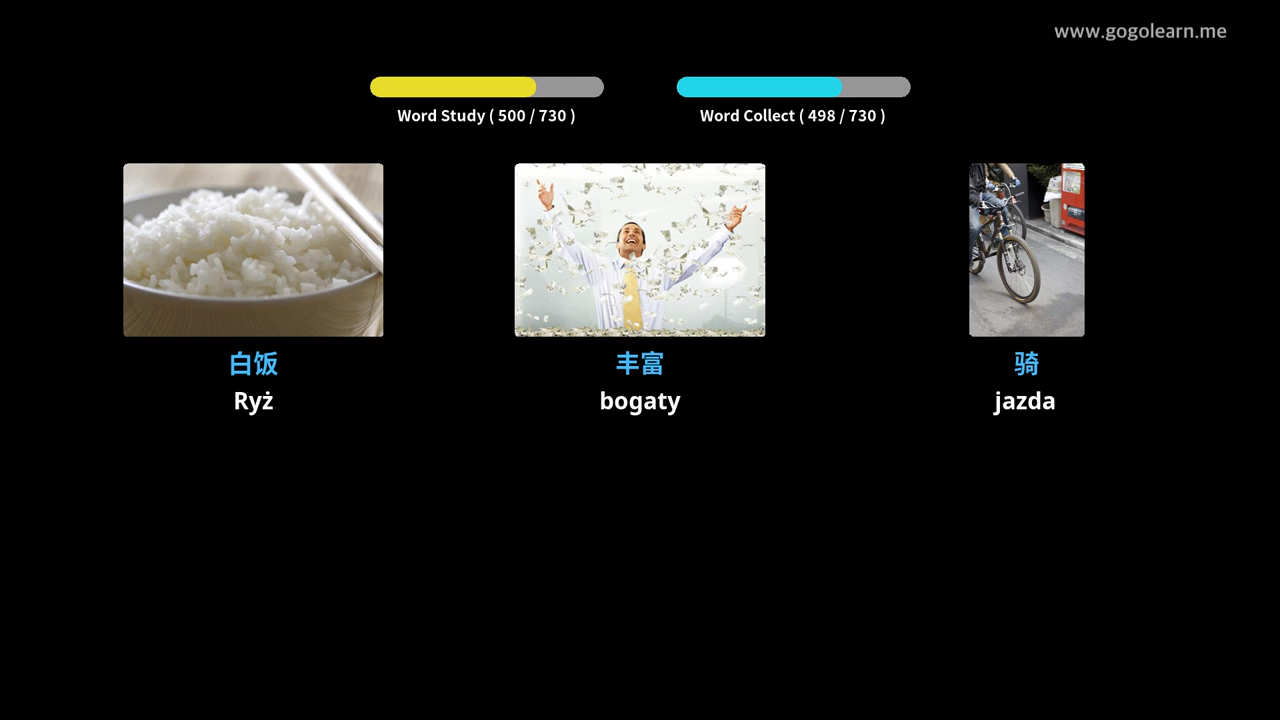 www.gogolearn.me
Word Study ( 500 / 730 )
Word Collect ( 498 / 730 )
白饭
Ryż
丰富
bogaty
骑
jazda